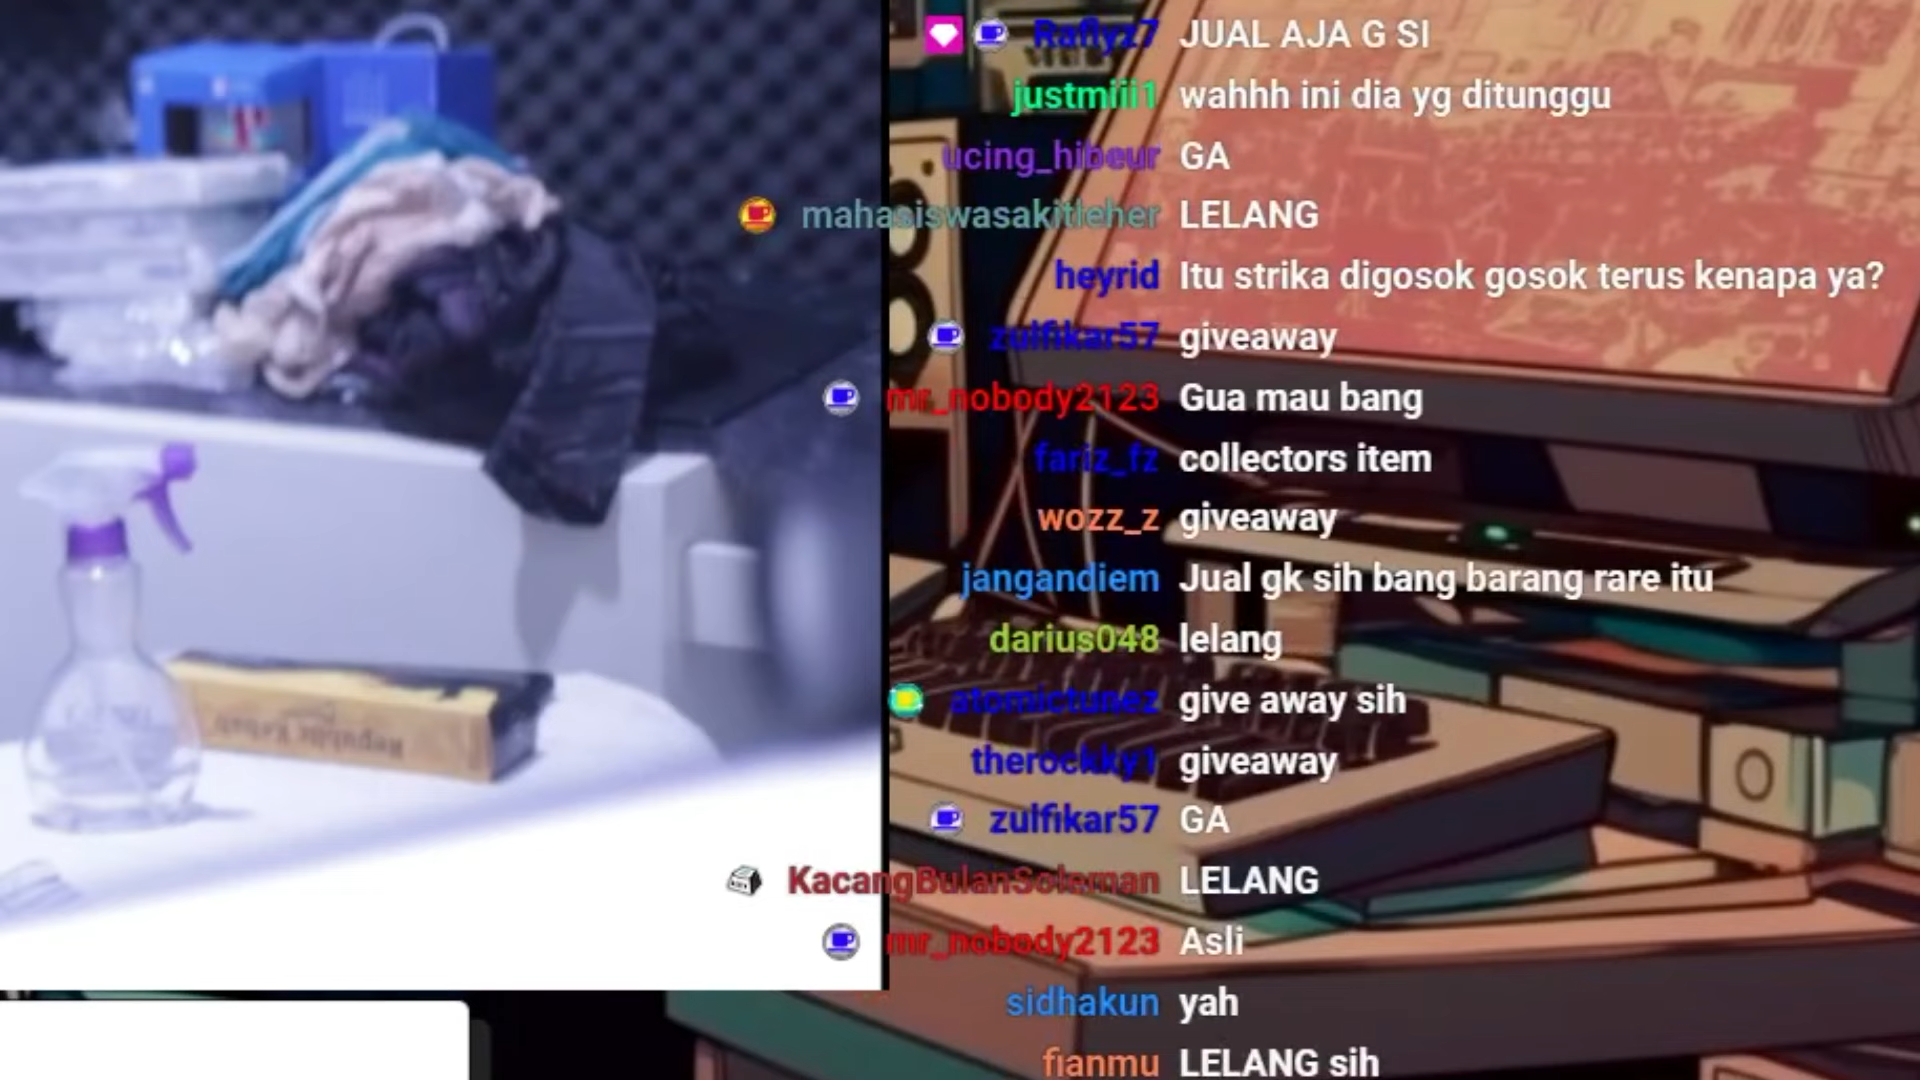 Rafiyz7 JUAL AJA G SI
justmiii1 wahhh ini dia yg ditunggu
ucing_hibeur GA
mahasiswasakitleher LELANG
heyrid Itu strika digosok gosok terus kenapa ya?
zulfikar57 giveaway
mr_nobody2123 Gua mau bang
fariz_fz collectors item
wozz_z giveaway
jangandiem Jual gk sih bang barang rare itu
darius048 lelang
atomictunez give away sih
therockky1 giveaway
zulfikar57 GA
KacangBulanSoleman LELANG
mr_nobody2123 Asli
sidhakun yah
fianmu LELANG sih
Republic Kebab